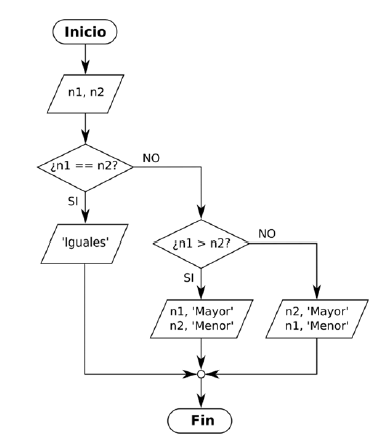 Inicio
n1, n2
¿n1 == n2?
NO
SI
'Iguales'
¿n1 > n2?
NO
SI
n1, 'Mayor'
n2, 'Menor'
n2, 'Mayor'
n1, 'Menor'
Fin